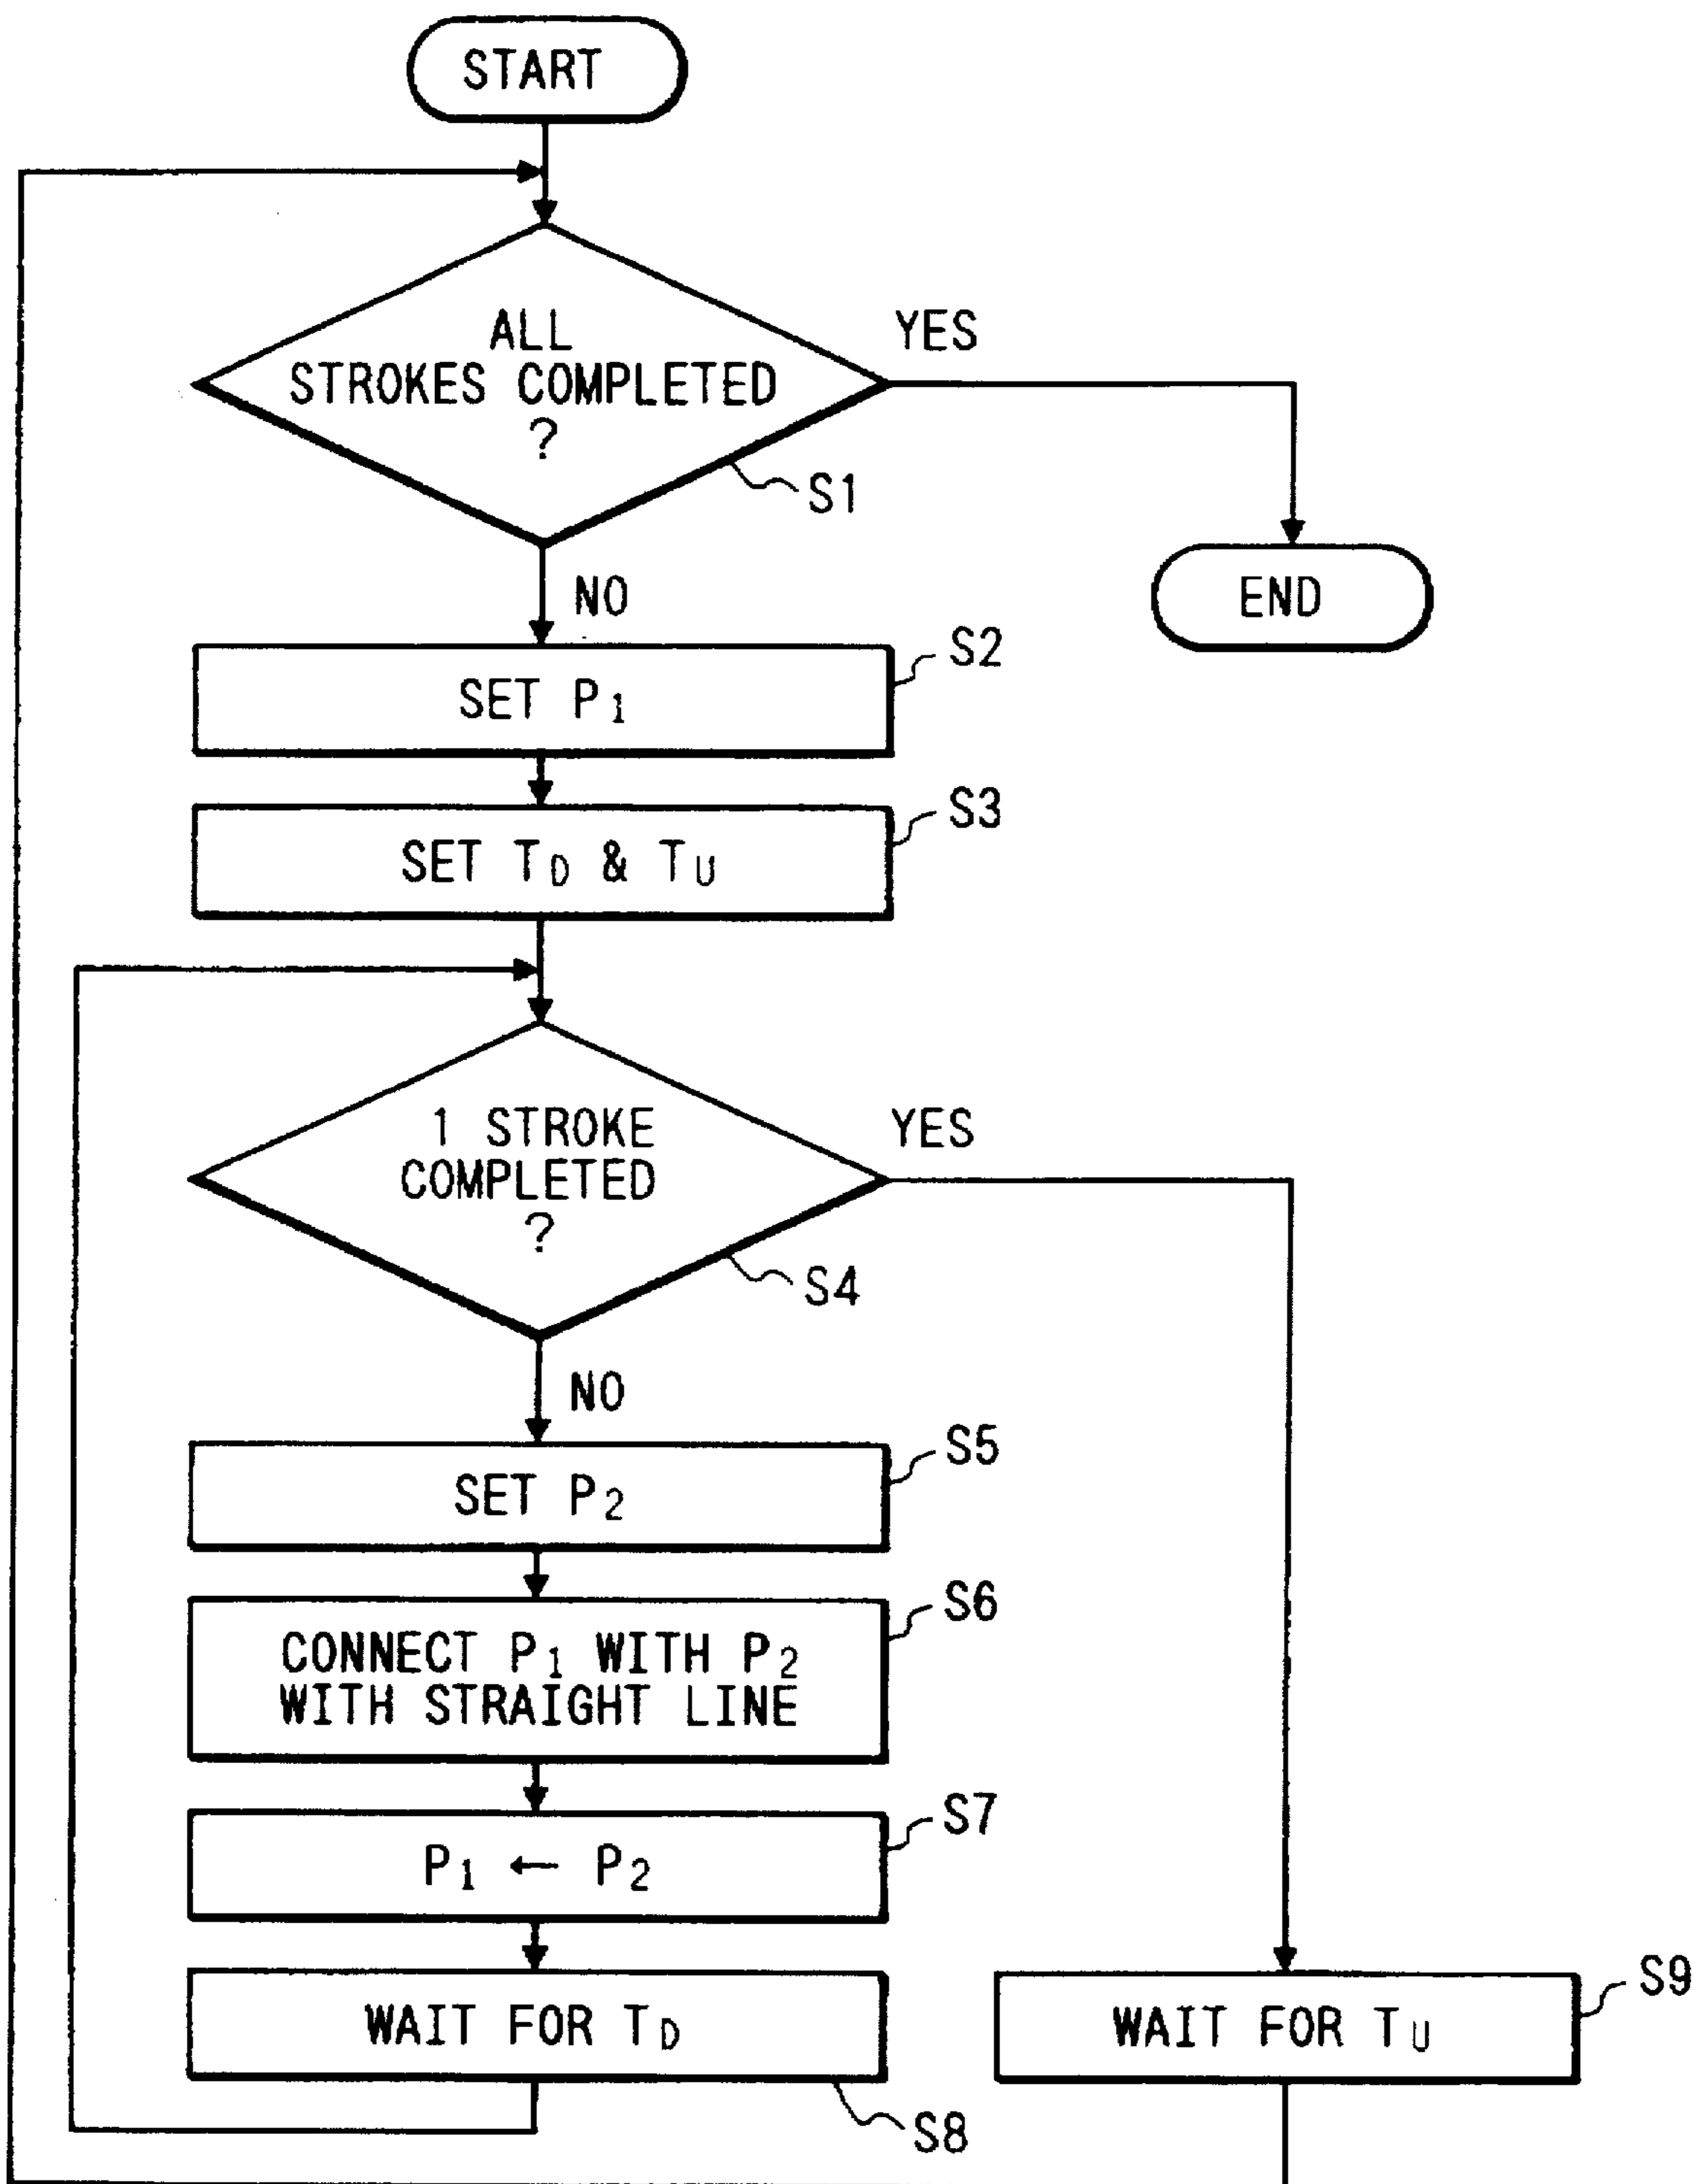 START
ALL
STROKES COMPLETED
?
YES
S1
END
NO
S2
SET P1
S3
SET TD & TU
1 STROKE
COMPLETED
?
YES
S4
NO
S5
SET P2
S6
CONNECT P1 WITH P2
WITH STRAIGHT LINE
S7
P1 ← P2
WAIT FOR TD
S8
S9
WAIT FOR TU